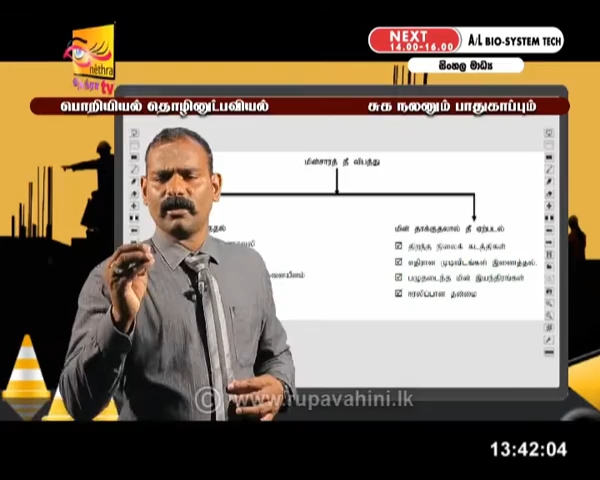 NEXT
14.00-16.00
A/L BIO-SYSTEM TECH
සිංහල මාධ්‍ය
nēthra
நேத்ரா tv
பொறியியல் தொழினுட்பவியல்
சுக நலனும் பாதுகாப்பும்
மின்சாரத் தீ விபத்து
மின் தாக்குதலால் தீ ஏற்படல்
திறந்த நிலைக் கடத்திகள்
எதிரான முடிவிடங்கள் இணைத்தல்.
பழுதடைந்த மின் இயந்திரங்கள்
ஈரலிப்பான தன்மை
© www.rupavahini.lk
13:42:04